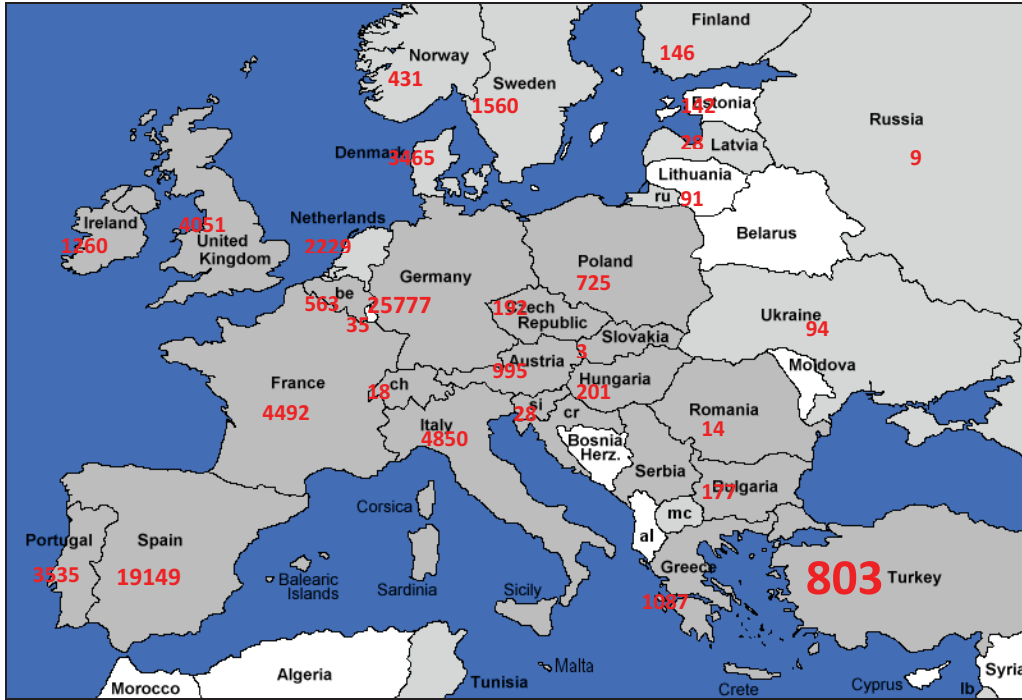 Finland
146
Norway
431
Sweden
1560
Estonia
142
Russia
9
28
Latvia
Denmark
3465
Lithuania
ru
91
Netherlands
2229
Ireland
1260
4051
United
Kingdom
Belarus
Poland
725
Germany
25777
be
563
35
192
Czech
Republic
Ukraine
94
Slovakia
3
Austria
995
Moldova
Hungaria
201
France
4492
ch
18
si
28
cr
Romania
14
Italy
4850
Bosnia
Herz.
Serbia
Bulgaria
177
Corsica
mc
al
Portugal
3535
Spain
19149
Greece
1087
803
Turkey
Balearic
Islands
Sardinia
Sicily
Algeria
Tunisia
Malta
Morocco
Crete
Cyprus
lb
Syria